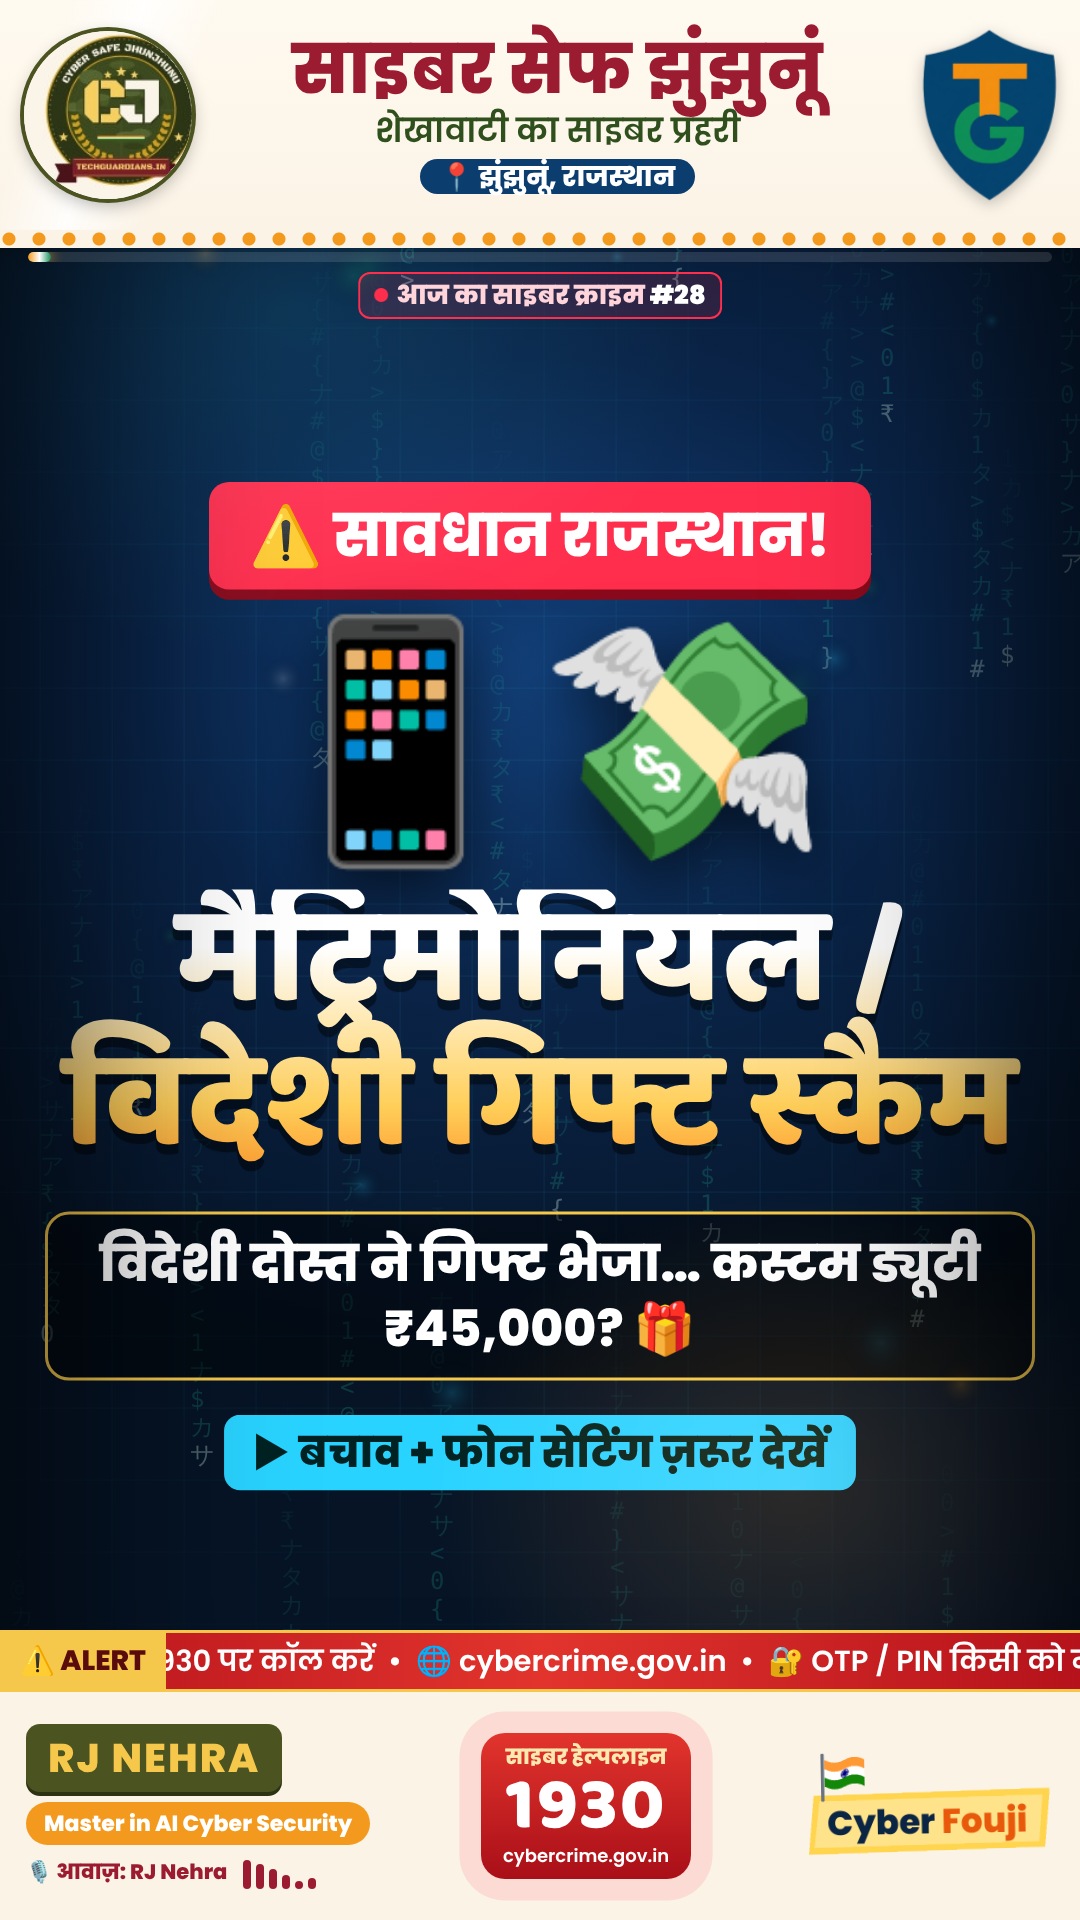 CYBER SAFE JHUNJHUNU
CJ
TECHGUARDIANS.IN
साइबर सेफ झुंझुनूं
शेखावाटी का साइबर प्रहरी
📍 झुंझुनूं, राजस्थान
TG
आज का साइबर क्राइम #28
⚠️ सावधान राजस्थान!
मैट्रिमोनियल /
विदेशी गिफ्ट स्कैम
विदेशी दोस्त ने गिफ्ट भेजा... कस्टम ड्यूटी
₹45,000? 🎁
▶ बचाव + फोन सेटिंग ज़रूर देखें
⚠️ ALERT 930 पर कॉल करें • 🌐 cybercrime.gov.in • 🔐 OTP / PIN किसी को
RJ NEHRA
Master in AI Cyber Security
🎙️ आवाज़: RJ Nehra
साइबर हेल्पलाइन
1930
cybercrime.gov.in
Cyber Fouji